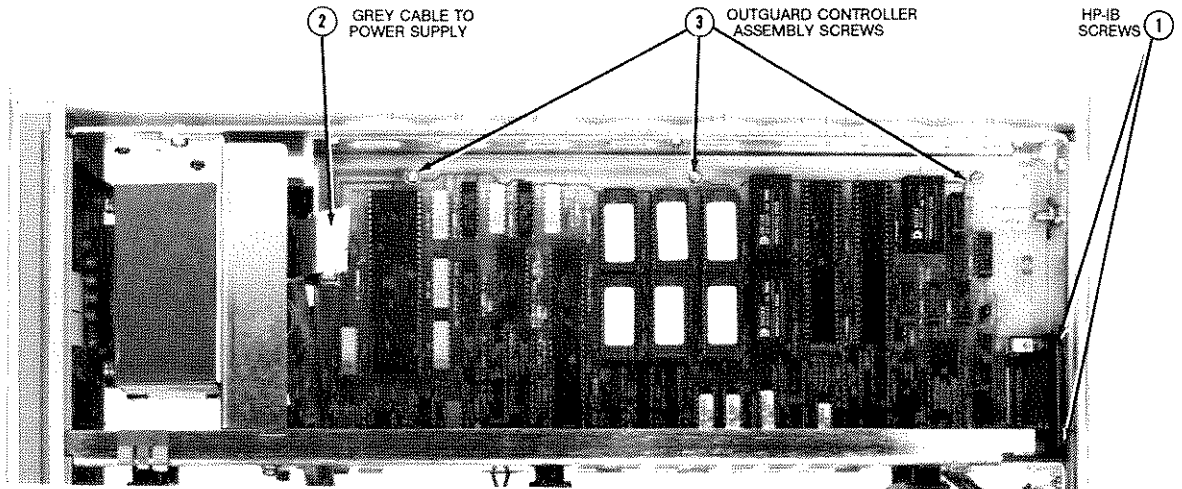 2 GREY CABLE TO
POWER SUPPLY
3 OUTGUARD CONTROLLER
ASSEMBLY SCREWS
HP-IB
SCREWS 1